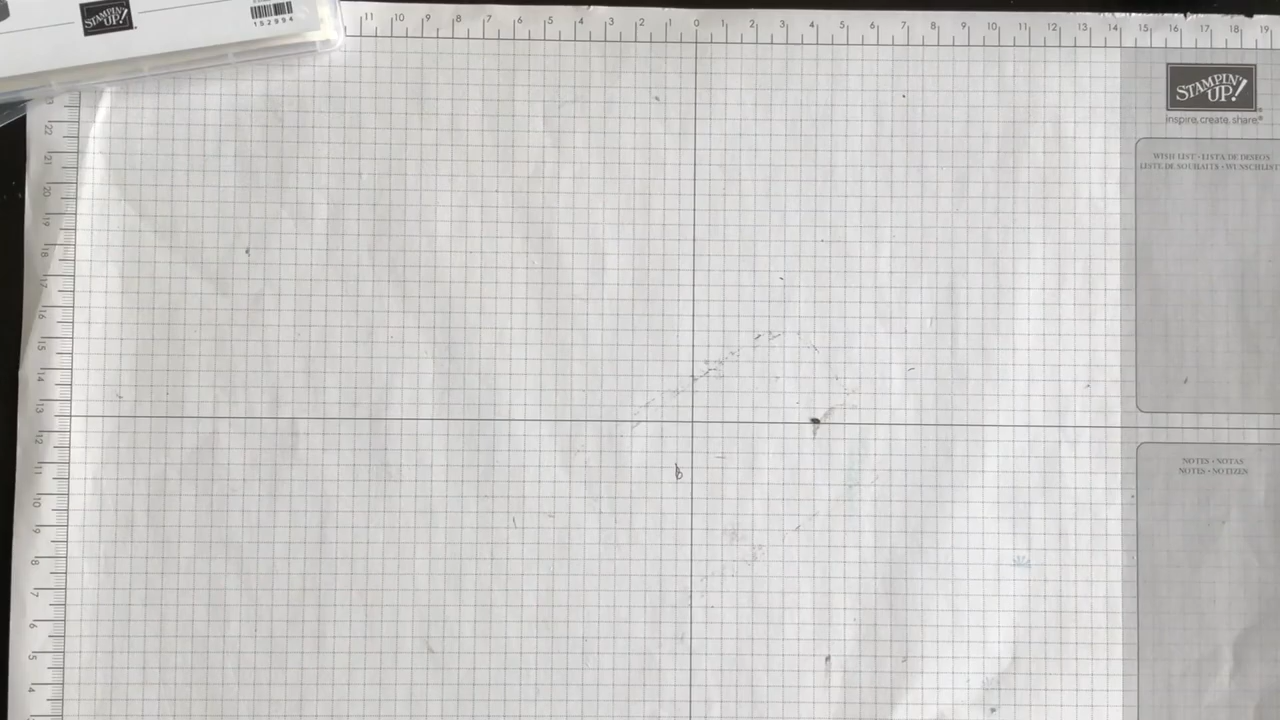 STAMPIN' UP!
152994
11 10 9 8 7 6 5 4 3 2 1 0 1 2 3 4 5 6 7 8 9 10 11 12 13 14 15 16 17 18 19
STAMPIN' UP!®
inspire. create. share.®
WISH LIST • LISTA DE DESEOS
LISTE DE SOUHAITS • WUNSCHLIST
22
21
20
19
18
17
16
15
14
13
12
11
10
9
8
7
6
5
4
NOTES • NOTAS
NOTES • NOTIZEN